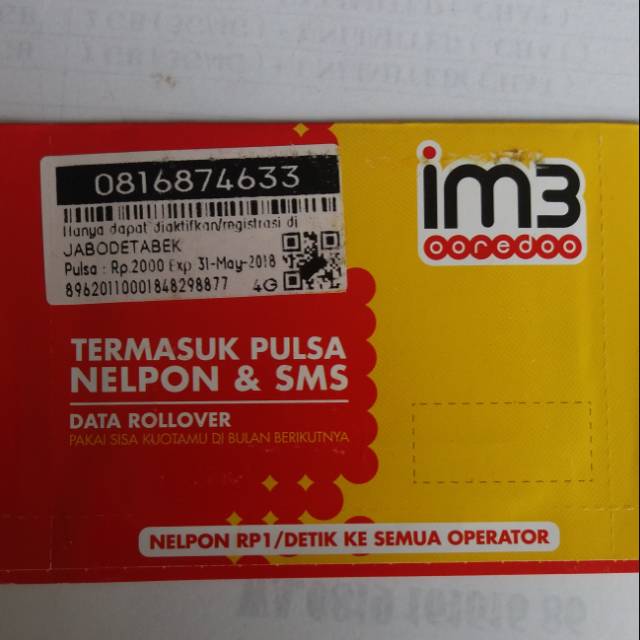 0816874633
Hanya dapat diaktifkan/registrasi di
JABODETABEK
Pulsa : Rp.2000 Exp 31-May-2018
89620110001848298877 4G
im3
ooredoo
TERMASUK PULSA
NELPON & SMS
DATA ROLLOVER
PAKAI SISA KUOTAMU DI BULAN BERIKUTNYA
NELPON RP1/DETIK KE SEMUA OPERATOR